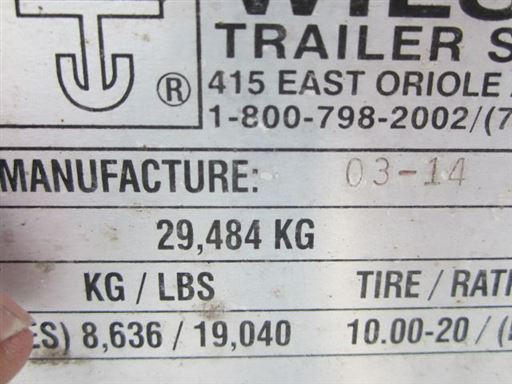 ®
TRAILER S
415 EAST ORIOLE
1-800-798-2002/(7
MANUFACTURE: 03-14
29,484 KG
KG / LBS TIRE / RATI
ES) 8,636 / 19,040 10.00-20 / (